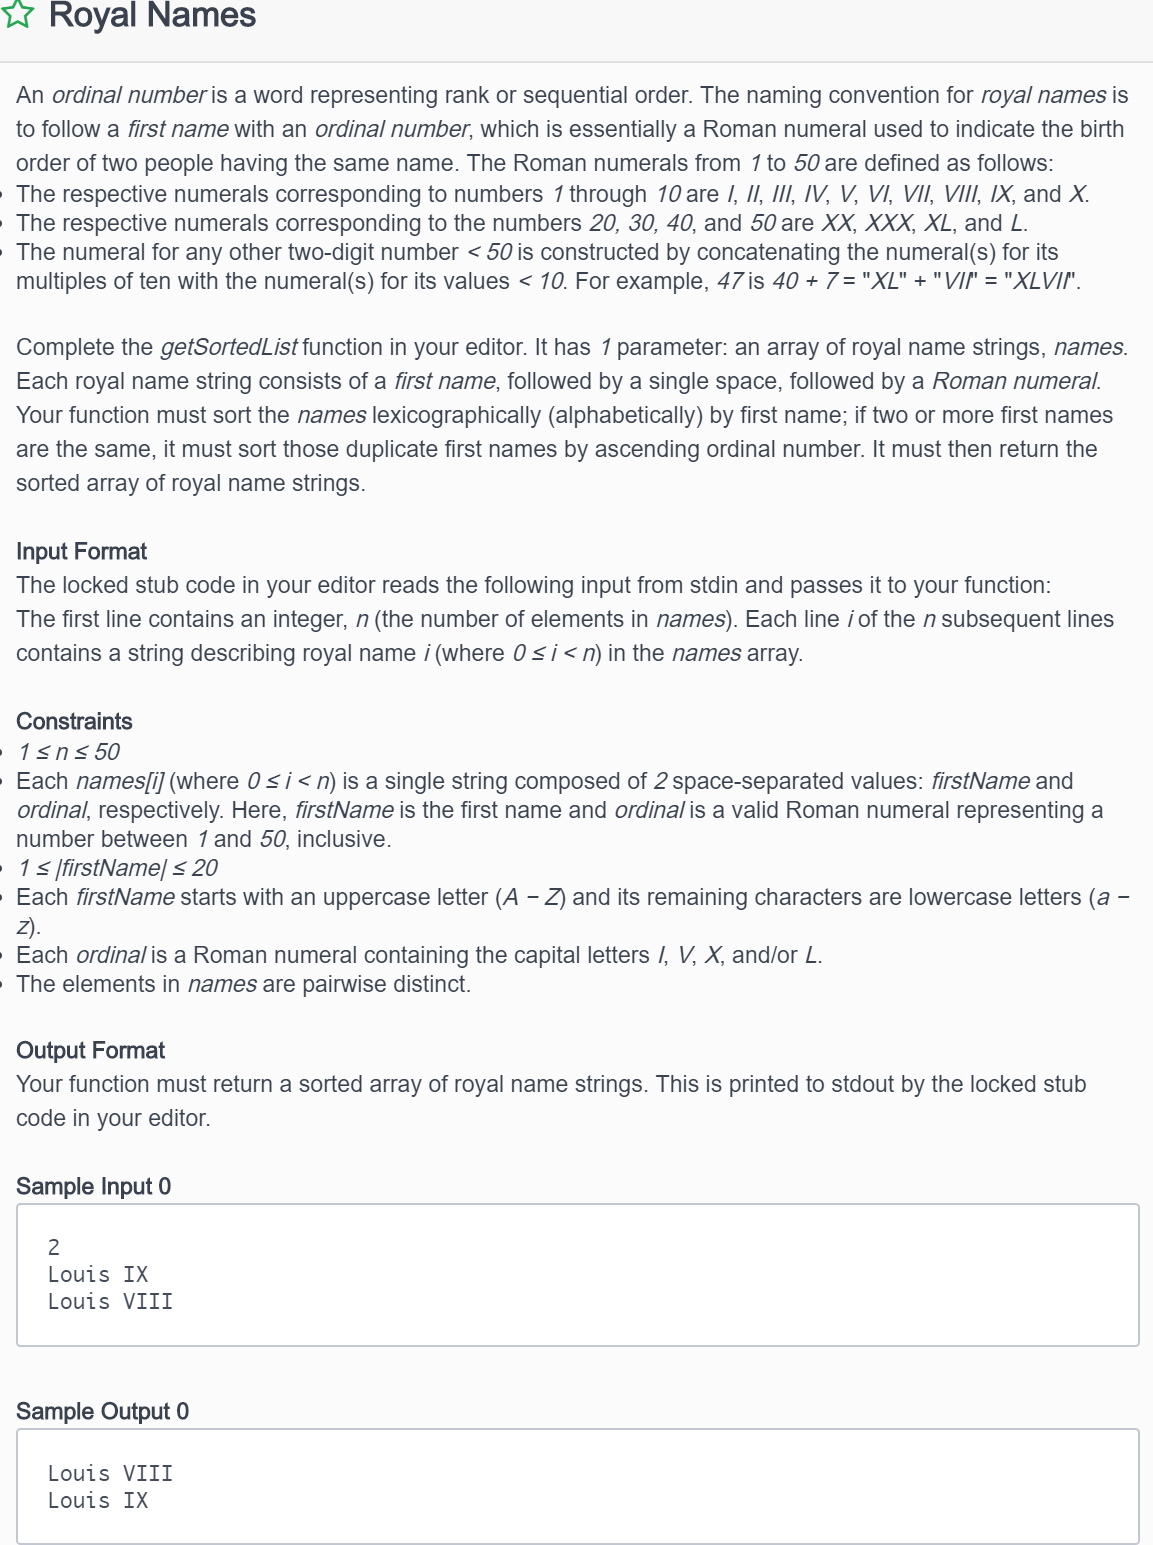 Royal Names
An ordinal number is a word representing rank or sequential order. The naming convention for royal names is
to follow a first name with an ordinal number, which is essentially a Roman numeral used to indicate the birth
order of two people having the same name. The Roman numerals from 1 to 50 are defined as follows:
• The respective numerals corresponding to numbers 1 through 10 are I, II, III, IV, V, VI, VII, VIII, IX, and X.
• The respective numerals corresponding to the numbers 20, 30, 40, and 50 are XX, XXX, XL, and L.
• The numeral for any other two-digit number < 50 is constructed by concatenating the numeral(s) for its
multiples of ten with the numeral(s) for its values < 10. For example, 47 is 40 + 7 = "XL" + "VII" = "XLVII".
Complete the getSortedList function in your editor. It has 1 parameter: an array of royal name strings, names.
Each royal name string consists of a first name, followed by a single space, followed by a Roman numeral.
Your function must sort the names lexicographically (alphabetically) by first name; if two or more first names
are the same, it must sort those duplicate first names by ascending ordinal number. It must then return the
sorted array of royal name strings.
Input Format
The locked stub code in your editor reads the following input from stdin and passes it to your function:
The first line contains an integer, n (the number of elements in names). Each line i of the n subsequent lines
contains a string describing royal name i (where 0 ≤ i < n) in the names array.
Constraints
• 1 ≤ n ≤ 50
• Each names[i] (where 0 ≤ i < n) is a single string composed of 2 space-separated values: firstName and
ordinal, respectively. Here, firstName is the first name and ordinal is a valid Roman numeral representing a
number between 1 and 50, inclusive.
• 1 ≤ |firstName| ≤ 20
• Each firstName starts with an uppercase letter (A − Z) and its remaining characters are lowercase letters (a −
z).
• Each ordinal is a Roman numeral containing the capital letters I, V, X, and/or L.
• The elements in names are pairwise distinct.
Output Format
Your function must return a sorted array of royal name strings. This is printed to stdout by the locked stub
code in your editor.
Sample Input 0
2
Louis IX
Louis VIII
Sample Output 0
Louis VIII
Louis IX